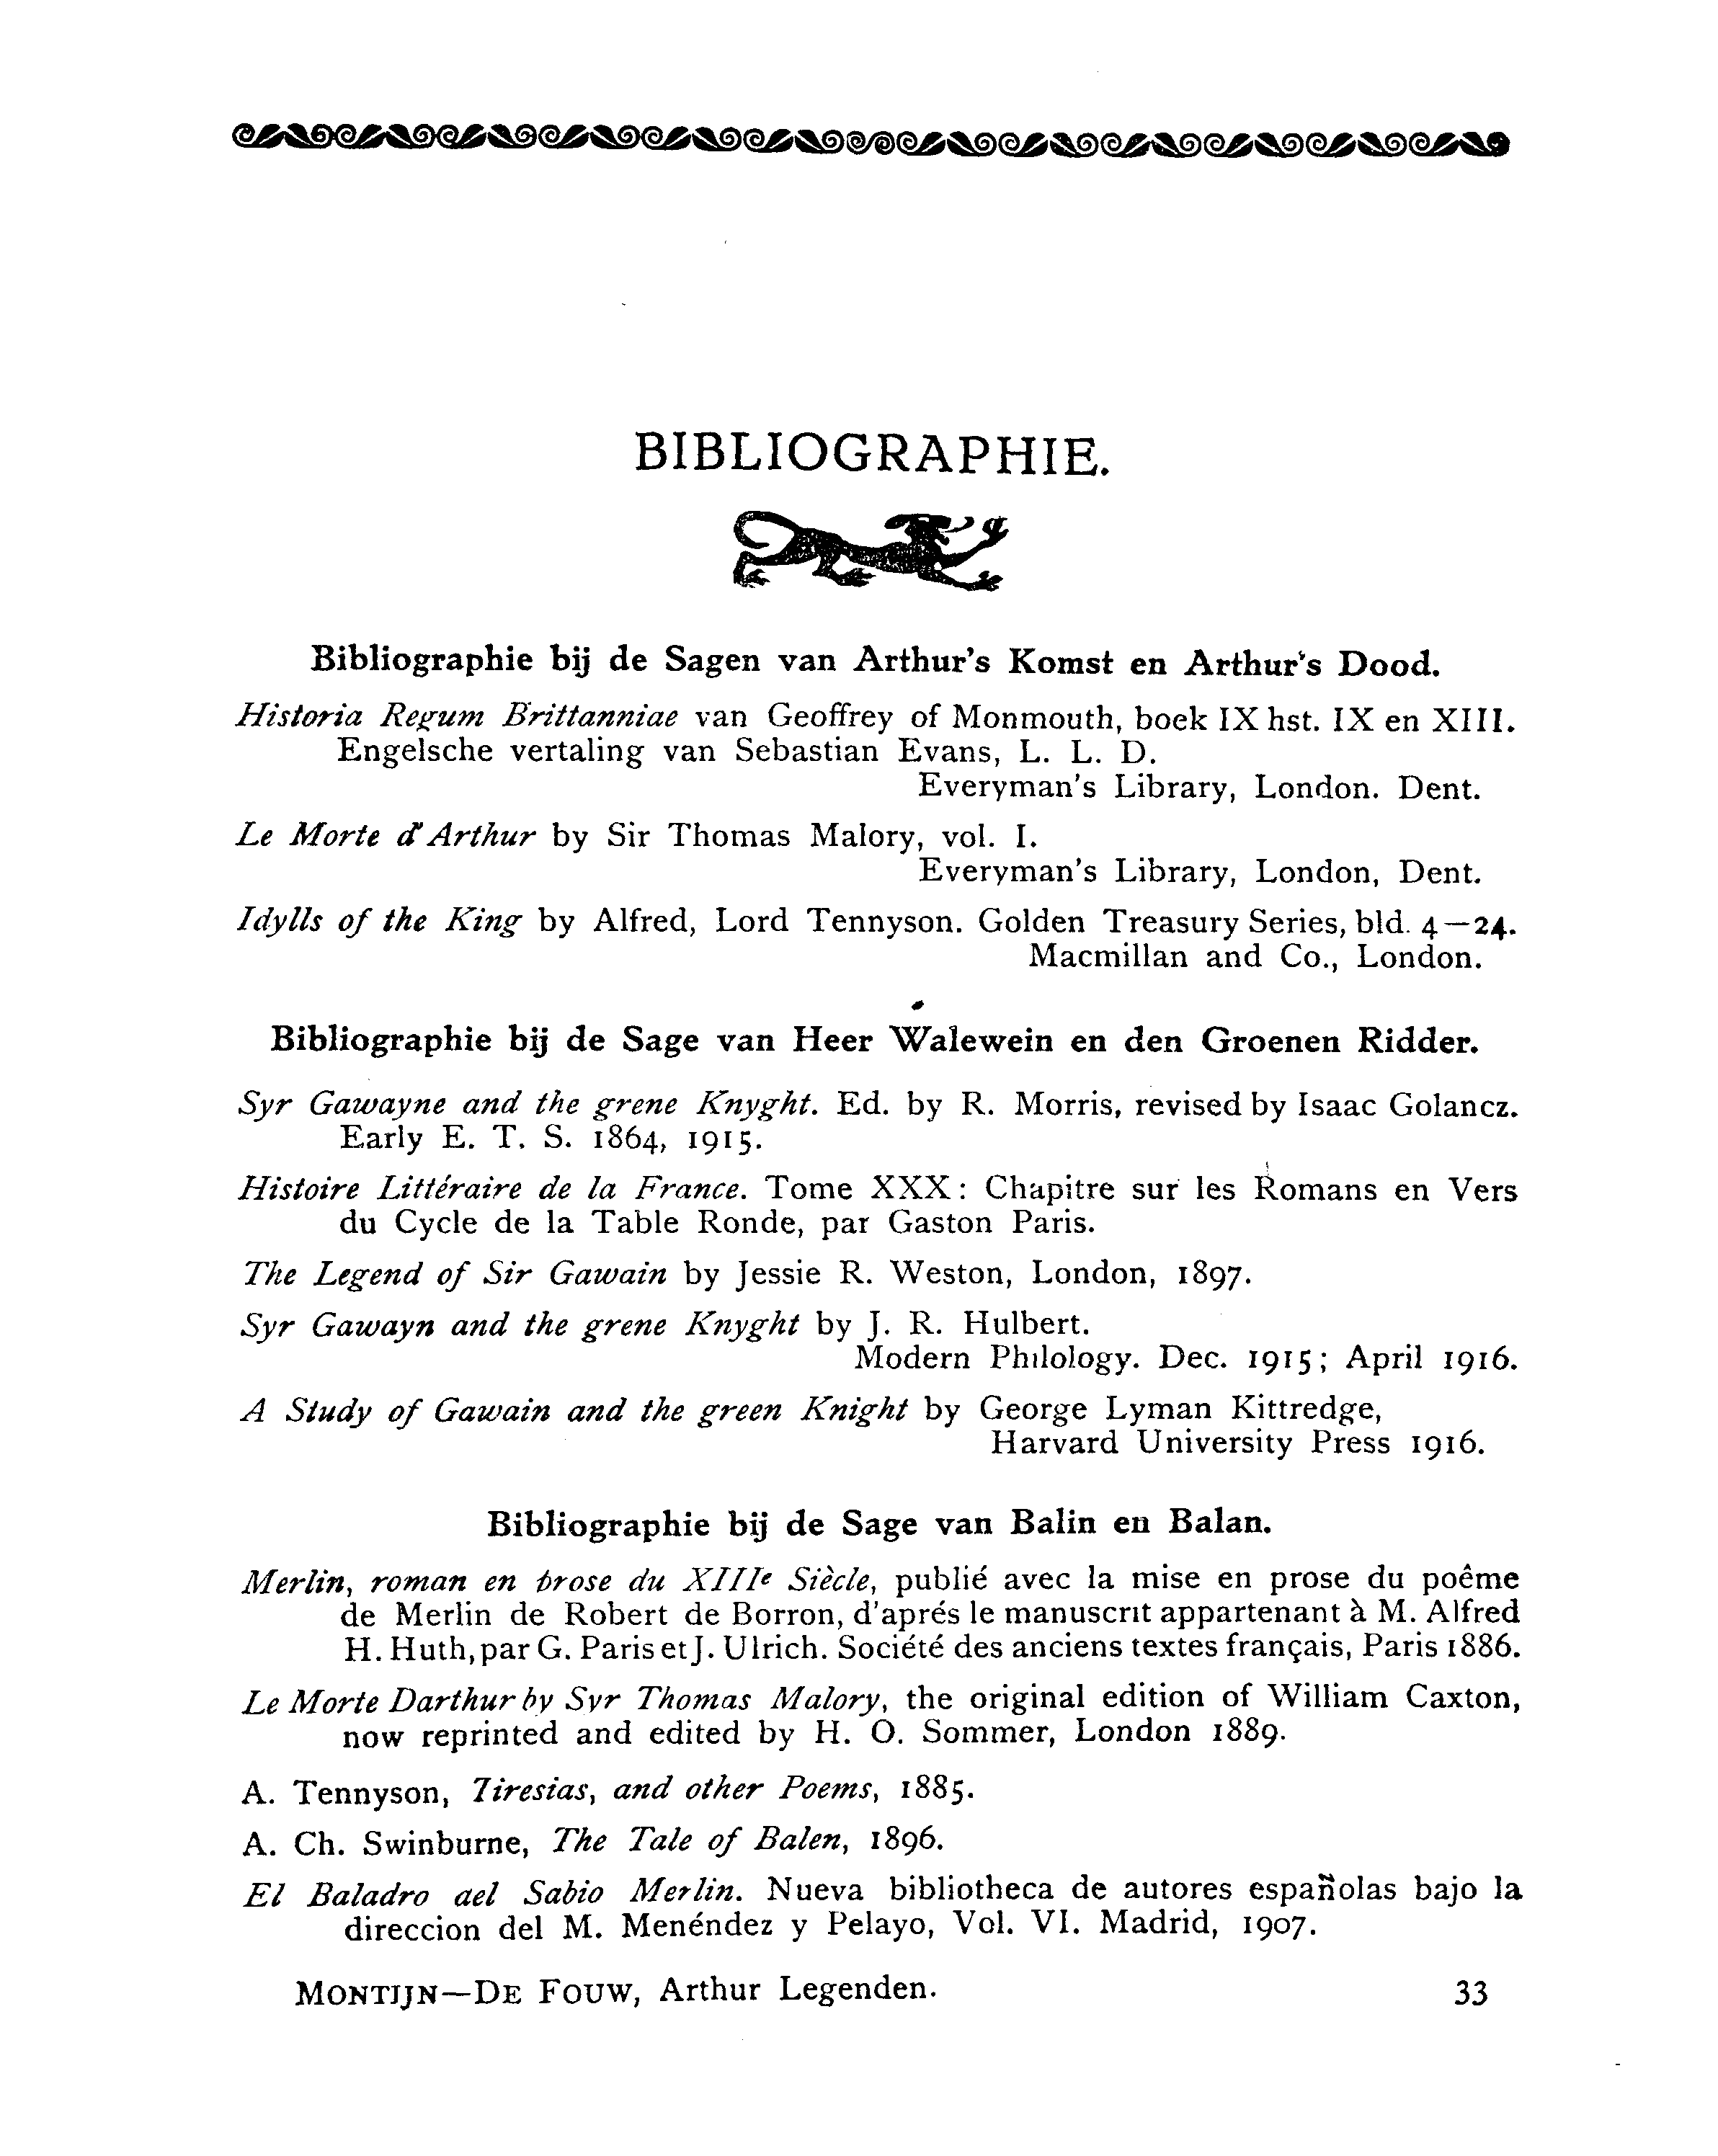 BIBLIOGRAPHIE.
Bibliographie bij de Sagen van Arthur's Komst en Arthur's Dood.
Historia Regum Brittanniae van Geoffrey of Monmouth, boek IX hst. IX en XIII.
Engelsche vertaling van Sebastian Evans, L. L. D.
Everyman's Library, London. Dent.
Le Morte d'Arthur by Sir Thomas Malory, vol. I.
Everyman's Library, London, Dent.
Idylls of the King by Alfred, Lord Tennyson. Golden Treasury Series, bld. 4—24.
Macmillan and Co., London.
Bibliographie bij de Sage van Heer Walewein en den Groenen Ridder.
Syr Gawayne and the grene Knyght. Ed. by R. Morris, revised by Isaac Golancz.
Early E. T. S. 1864, 1915.
Histoire Littéraire de la France. Tome XXX: Chapitre sur les Romans en Vers
du Cycle de la Table Ronde, par Gaston Paris.
The Legend of Sir Gawain by Jessie R. Weston, London, 1897.
Syr Gawayn and the grene Knyght by J. R. Hulbert.
Modern Philology. Dec. 1915; April 1916.
A Study of Gawain and the green Knight by George Lyman Kittredge,
Harvard University Press 1916.
Bibliographie bij de Sage van Balin en Balan.
Merlin, roman en prose du XIIIe Siècle, publié avec la mise en prose du poême
de Merlin de Robert de Borron, d'aprés le manuscrit appartenant à M. Alfred
H. Huth, par G. Paris et J. Ulrich. Société des anciens textes français, Paris 1886.
Le Morte Darthur by Syr Thomas Malory, the original edition of William Caxton,
now reprinted and edited by H. O. Sommer, London 1889.
A. Tennyson, Tiresias, and other Poems, 1885.
A. Ch. Swinburne, The Tale of Balen, 1896.
El Baladro del Sabio Merlin. Nueva bibliotheca de autores españolas bajo la
direccion del M. Menéndez y Pelayo, Vol. VI. Madrid, 1907.
MONTIJN—DE FOUW, Arthur Legenden. 33